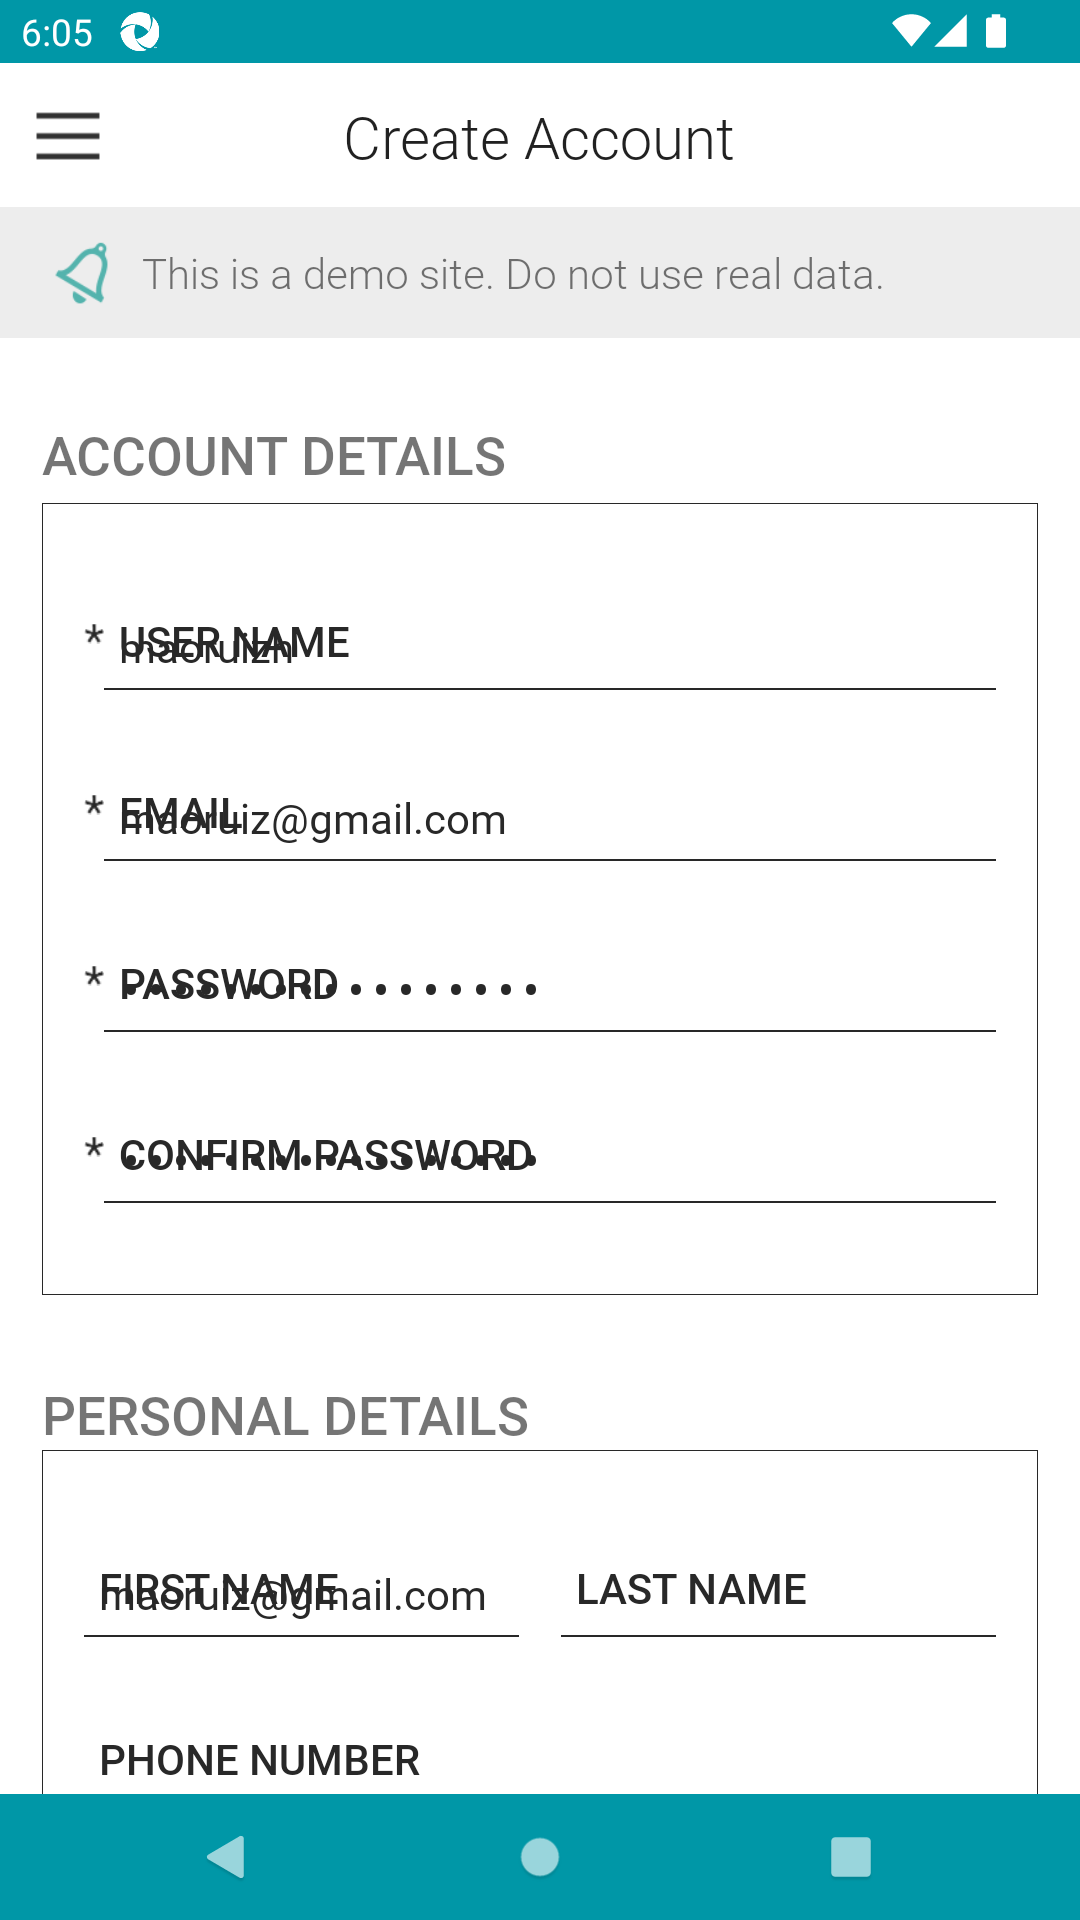 6:05
Create Account
This is a demo site. Do not use real data.
ACCOUNT DETAILS
* USER NAME
maoruizh
* EMAIL
maoruiz@gmail.com
* PASSWORD
•••••••••••••••••
* CONFIRM PASSWORD
•••••••••••••••••
PERSONAL DETAILS
FIRST NAME LAST NAME
maoruiz@gmail.com
PHONE NUMBER